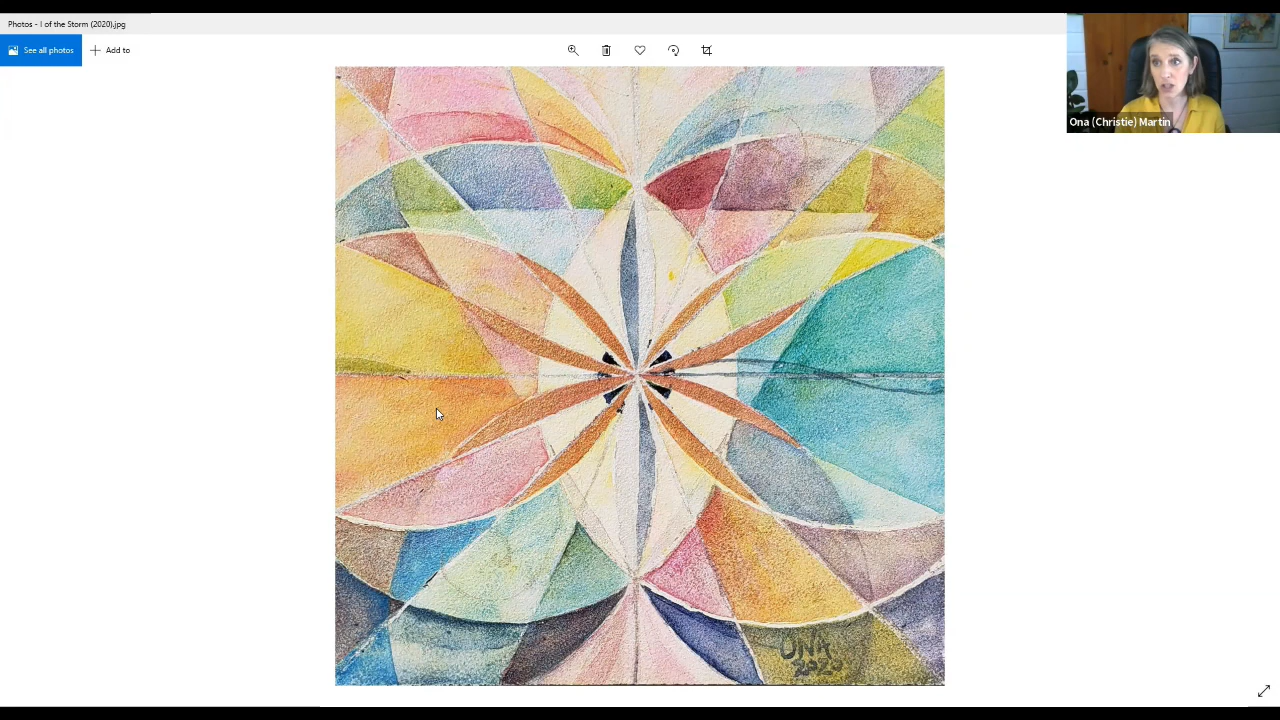 Photos - I of the Storm (2020).jpg
See all photos
Add to
Ona (Christie) Martin
ONA
2020